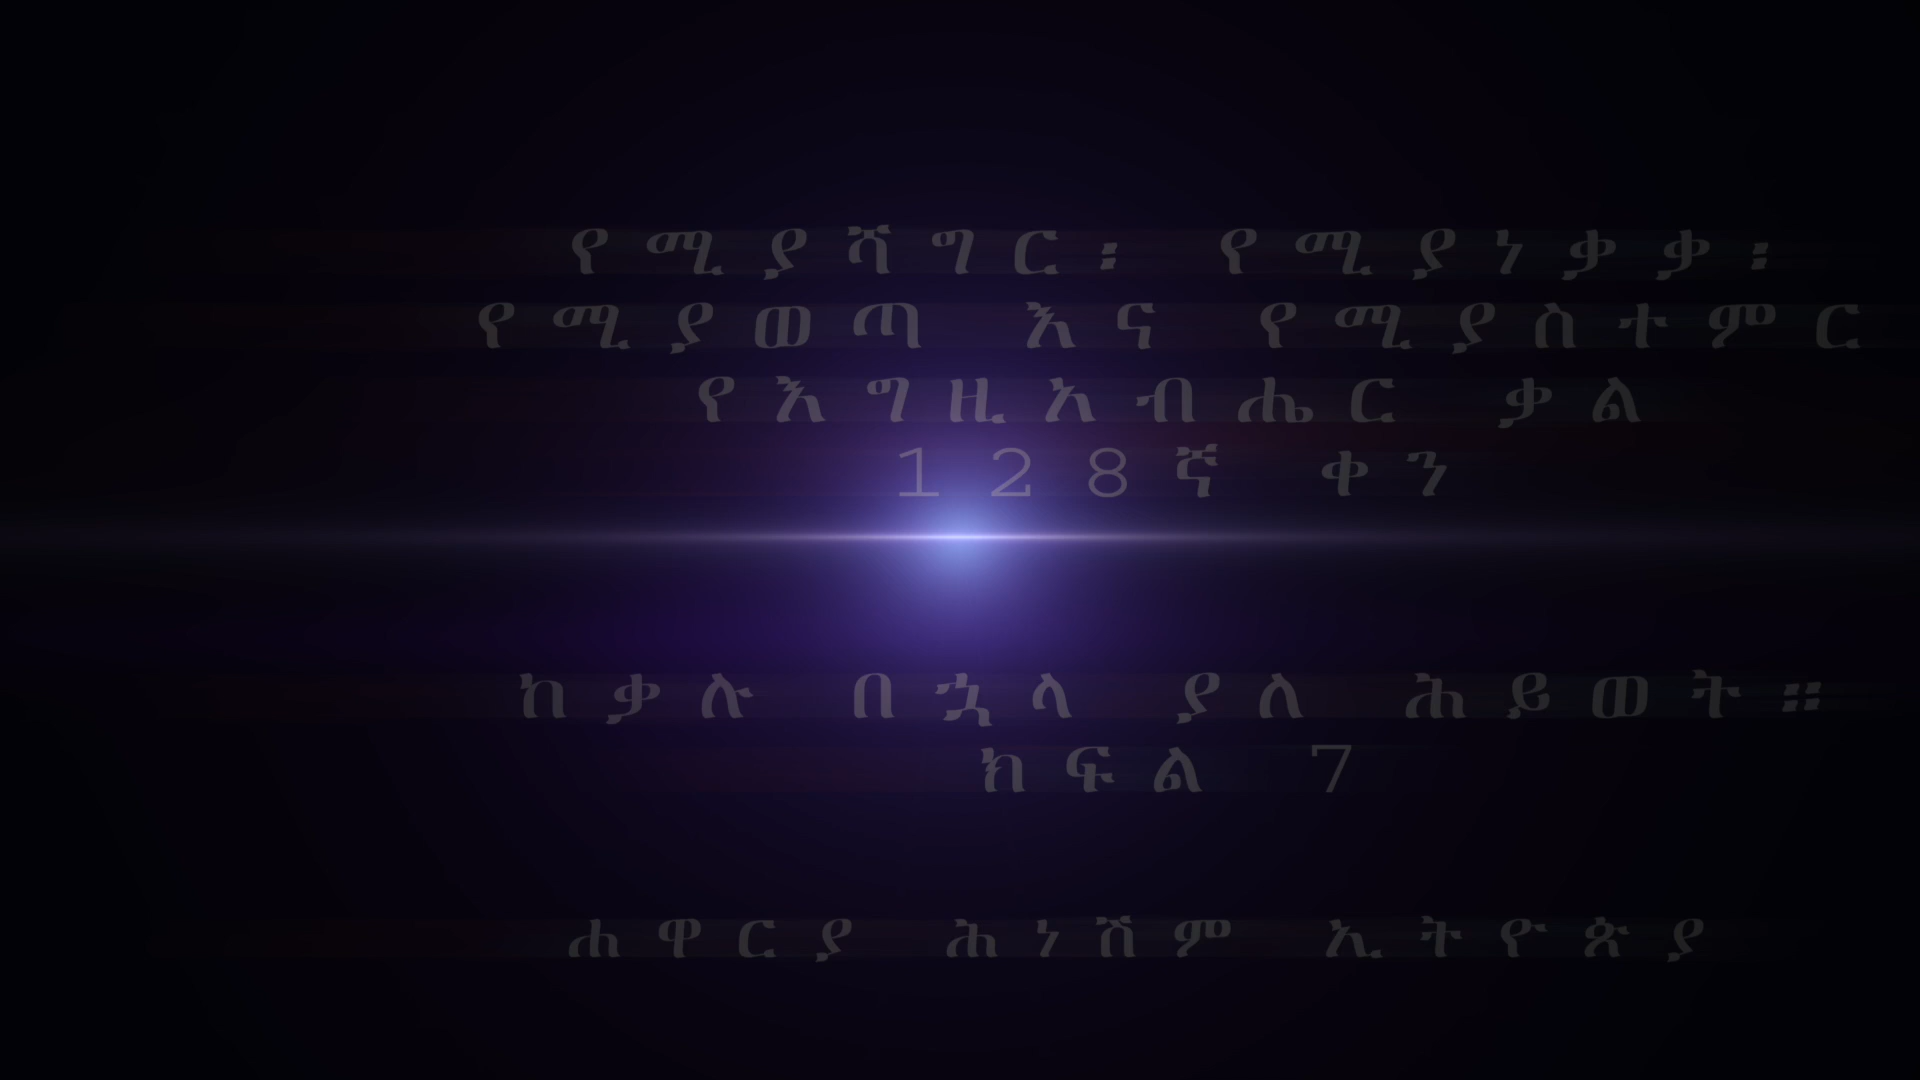 የሚያሻግር፡ የሚያነቃቃ፡
የሚያወጣ እና የሚያስተምር
የእግዚአብሔር ቃል
128ኛ ቀን
ከቃሉ በኋላ ያለ ሕይወት።
ክፍል 7
ሐዋርያ ሕነሽም ኢትዮጵያ